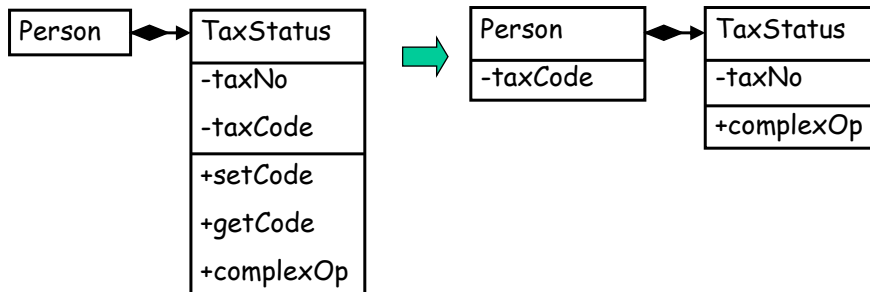 Person
TaxStatus
-taxNo
-taxCode
+setCode
+getCode
+complexOp
Person
-taxCode
TaxStatus
-taxNo
+complexOp